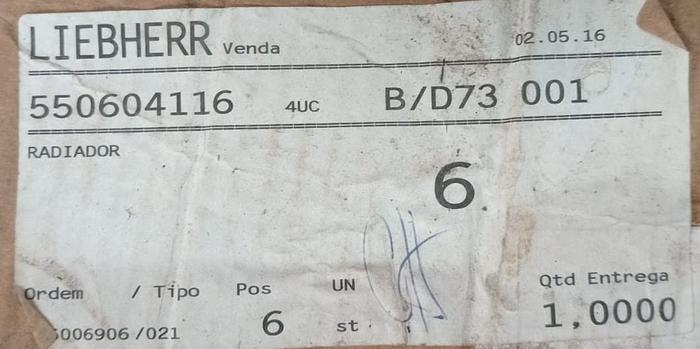 LIEBHERR Venda 02.05.16
550604116 4UC B/D73 001
RADIADOR
6.
Ordem / Tipo Pos UN Qtd Entrega
006906/021 6 st. 1,0000